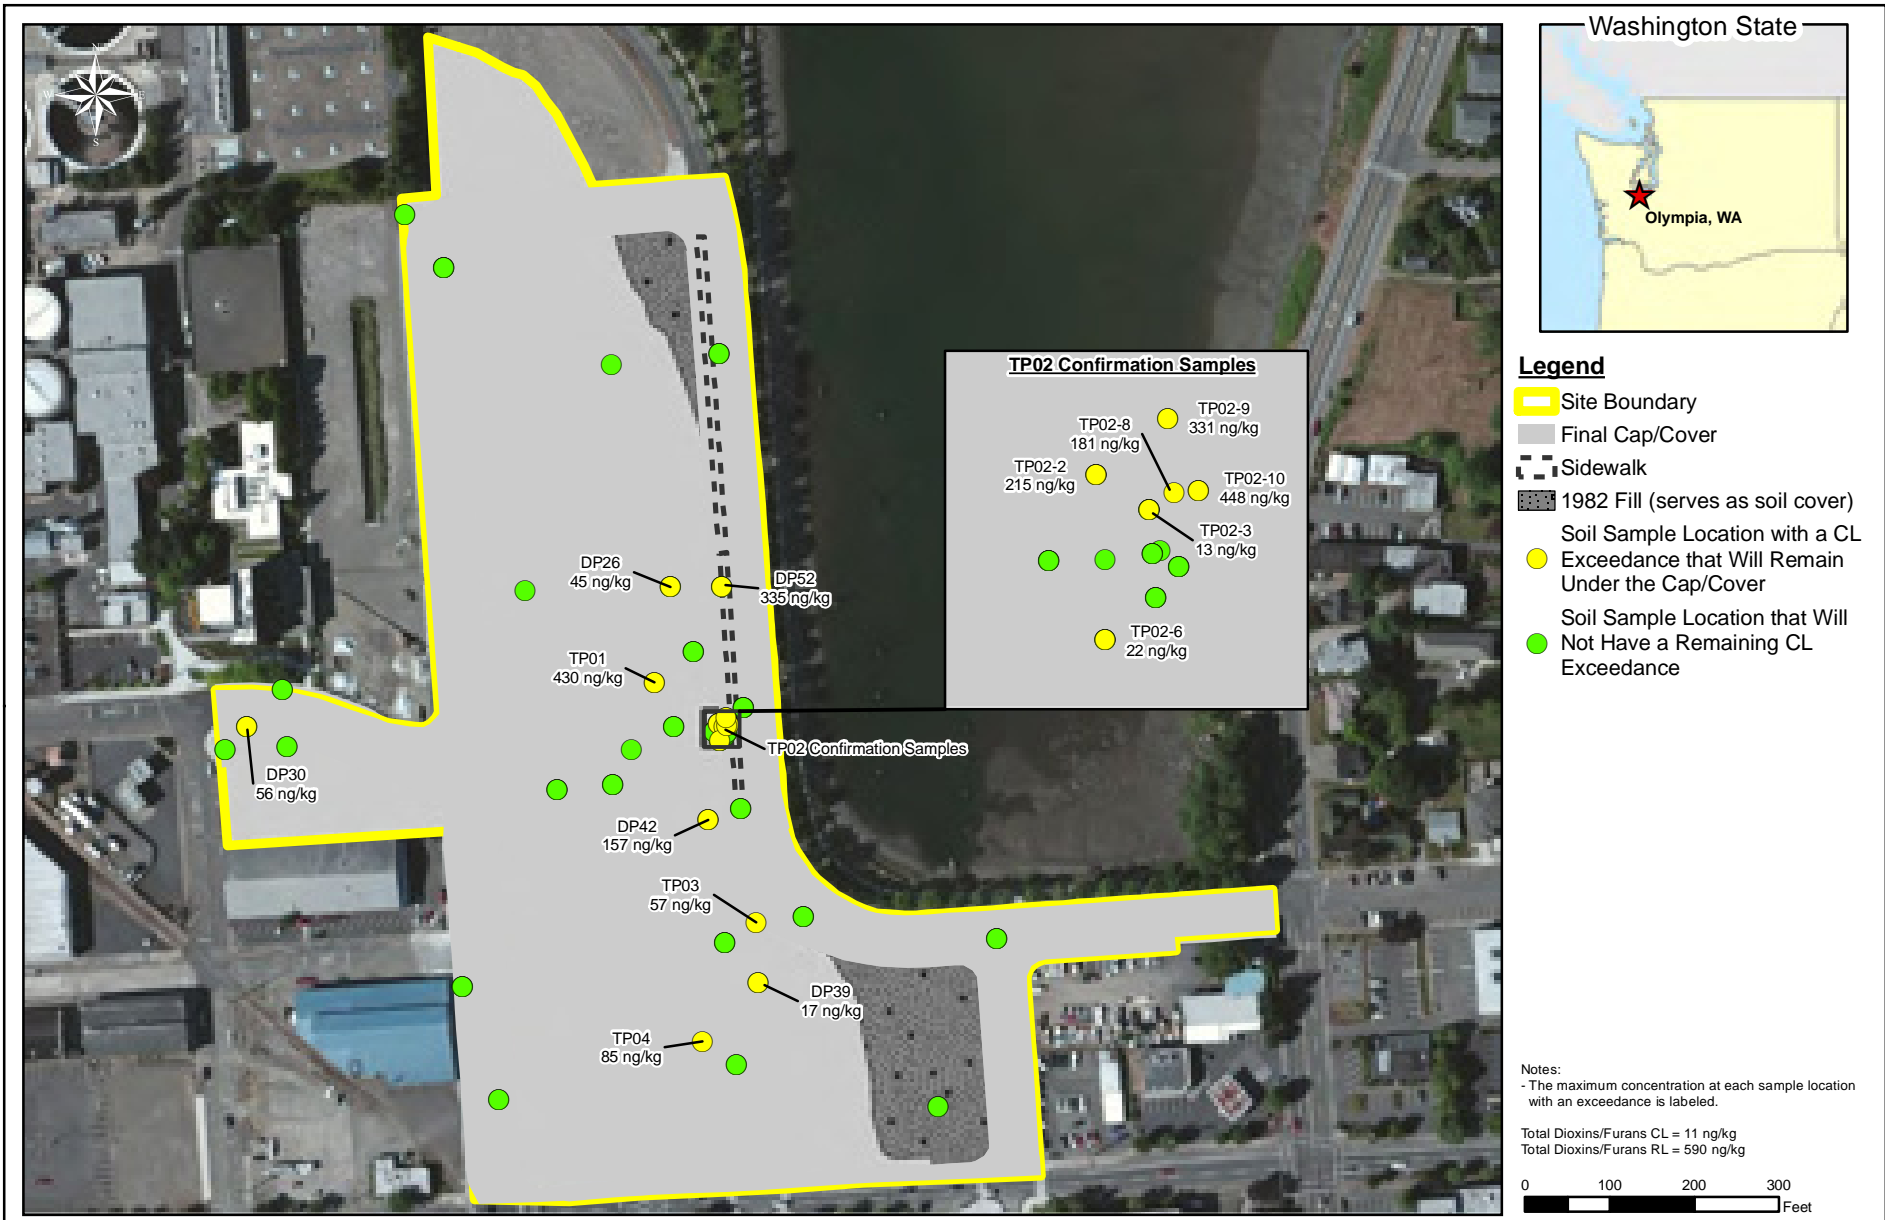 N
W
E
S
Washington State
Olympia, WA
TP02 Confirmation Samples
TP02-9
331 ng/kg
TP02-8
181 ng/kg
TP02-2
215 ng/kg
TP02-10
448 ng/kg
TP02-3
13 ng/kg
TP02-6
22 ng/kg
DP26
45 ng/kg
DP52
335 ng/kg
TP01
430 ng/kg
TP02 Confirmation Samples
DP30
56 ng/kg
DP42
157 ng/kg
TP03
57 ng/kg
DP39
17 ng/kg
TP04
85 ng/kg
Legend
Site Boundary
Final Cap/Cover
Sidewalk
1982 Fill (serves as soil cover)
Soil Sample Location with a CL
Exceedance that Will Remain
Under the Cap/Cover
Soil Sample Location that Will
Not Have a Remaining CL
Exceedance
Notes:
- The maximum concentration at each sample location
with an exceedance is labeled.
Total Dioxins/Furans CL = 11 ng/kg
Total Dioxins/Furans RL = 590 ng/kg
0 100 200 300
Feet